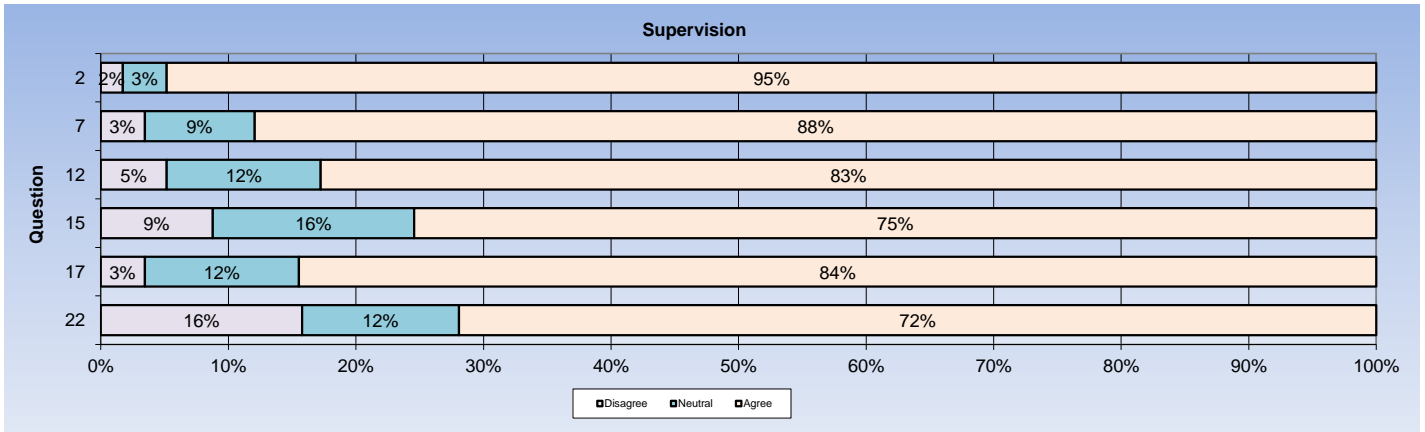 Supervision
Question
2 2% 3% 95%
7 3% 9% 88%
12 5% 12% 83%
15 9% 16% 75%
17 3% 12% 84%
22 16% 12% 72%
0% 10% 20% 30% 40% 50% 60% 70% 80% 90% 100%
Disagree Neutral Agree